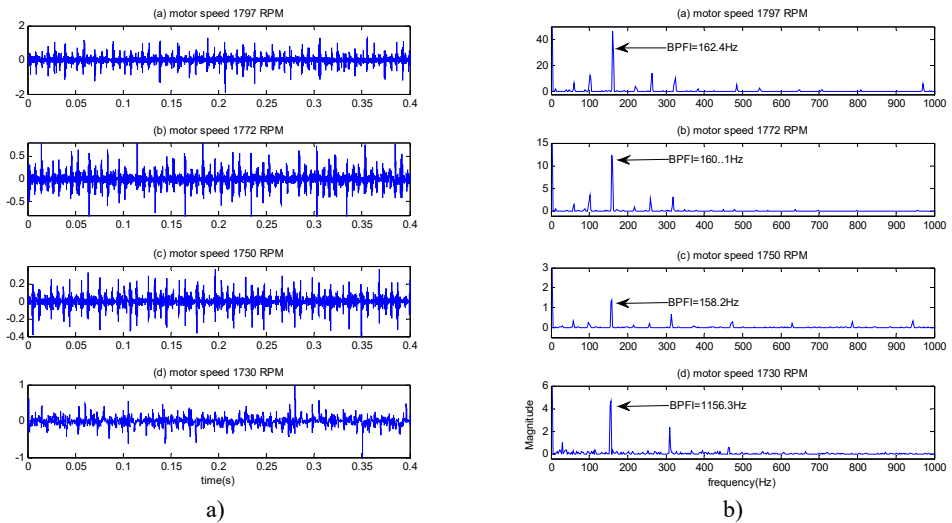 (a) motor speed 1797 RPM
2
0
-2
0 0.05 0.1 0.15 0.2 0.25 0.3 0.35 0.4
(b) motor speed 1772 RPM
0.5
0
-0.5
0 0.05 0.1 0.15 0.2 0.25 0.3 0.35 0.4
(c) motor speed 1750 RPM
0.2
0
-0.2
-0.4
0 0.05 0.1 0.15 0.2 0.25 0.3 0.35 0.4
(d) motor speed 1730 RPM
1
0
-1
0 0.05 0.1 0.15 0.2 0.25 0.3 0.35 0.4
time(s)
a)
(a) motor speed 1797 RPM
40
20
0
BPFI=162.4Hz
0 100 200 300 400 500 600 700 800 900 1000
(b) motor speed 1772 RPM
15
10
5
0
BPFI=160..1Hz
0 100 200 300 400 500 600 700 800 900 1000
(c) motor speed 1750 RPM
3
2
1
0
BPFI=158.2Hz
0 100 200 300 400 500 600 700 800 900 1000
(d) motor speed 1730 RPM
6
4
2
0
Magnitude
BPFI=1156.3Hz
0 100 200 300 400 500 600 700 800 900 1000
frequency(Hz)
b)